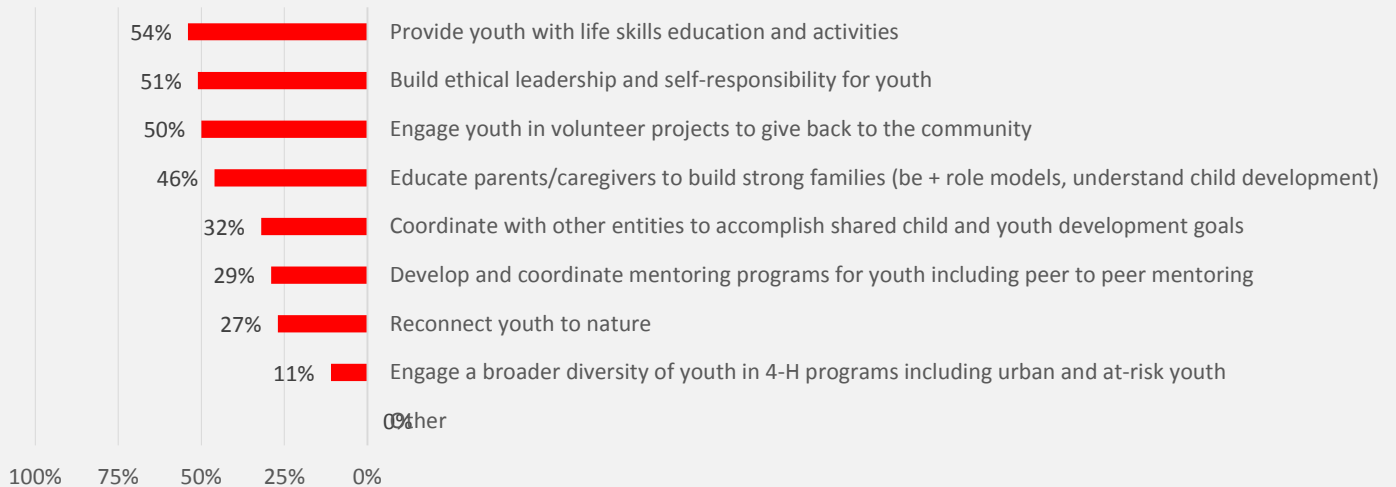 54% Provide youth with life skills education and activities
51% Build ethical leadership and self-responsibility for youth
50% Engage youth in volunteer projects to give back to the community
46% Educate parents/caregivers to build strong families (be + role models, understand child development)
32% Coordinate with other entities to accomplish shared child and youth development goals
29% Develop and coordinate mentoring programs for youth including peer to peer mentoring
27% Reconnect youth to nature
11% Engage a broader diversity of youth in 4-H programs including urban and at-risk youth
0% Other
100% 75% 50% 25% 0%